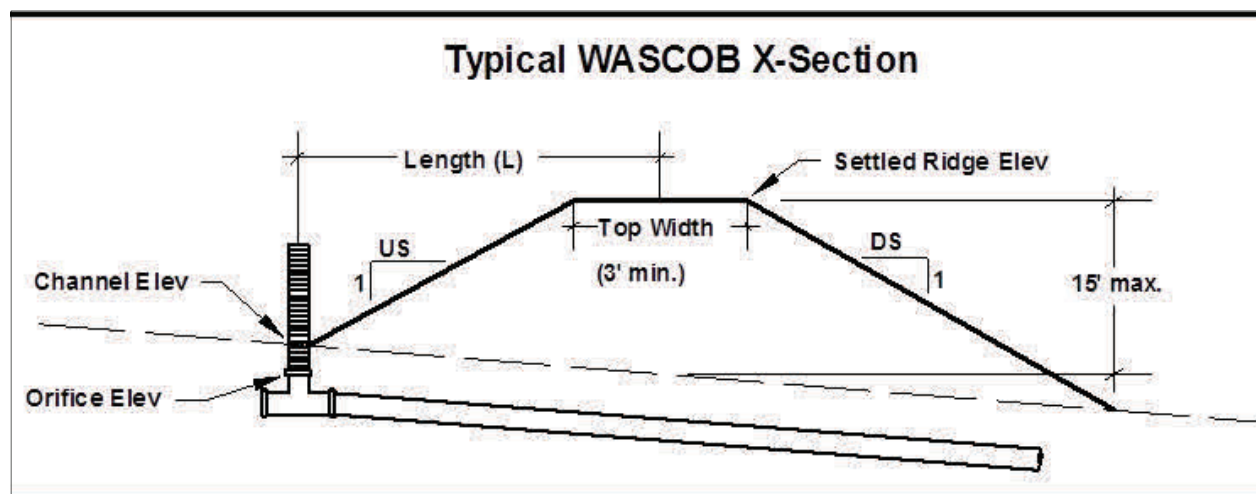 Typical WASCOB X-Section
Length (L)
Settled Ridge Elev
Top Width
(3' min.)
US
1
DS
1
15' max.
Channel Elev
Orifice Elev